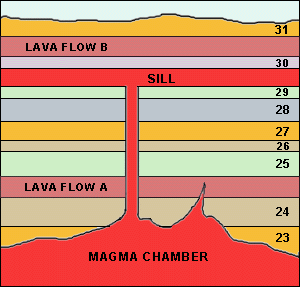 31
LAVA FLOW B
30
SILL
29
28
27
26
25
LAVA FLOW A
24
23
MAGMA CHAMBER